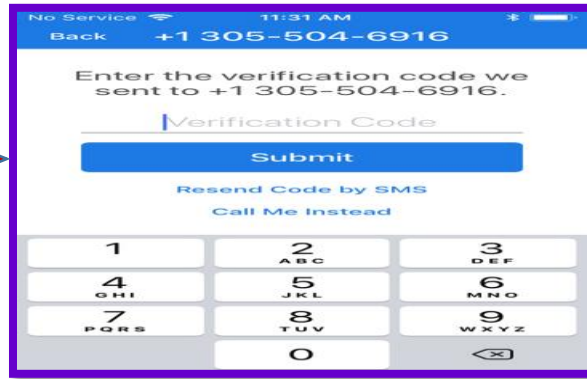 No Service 11:31 AM
Back +1 305-504-6916
Enter the verification code we
sent to +1 305-504-6916.
Verification Code
Submit
Resend Code by SMS
Call Me Instead
1 2 3
ABC DEF
4 5 6
GHI JKL MNO
7 8 9
PQRS TUV WXYZ
0